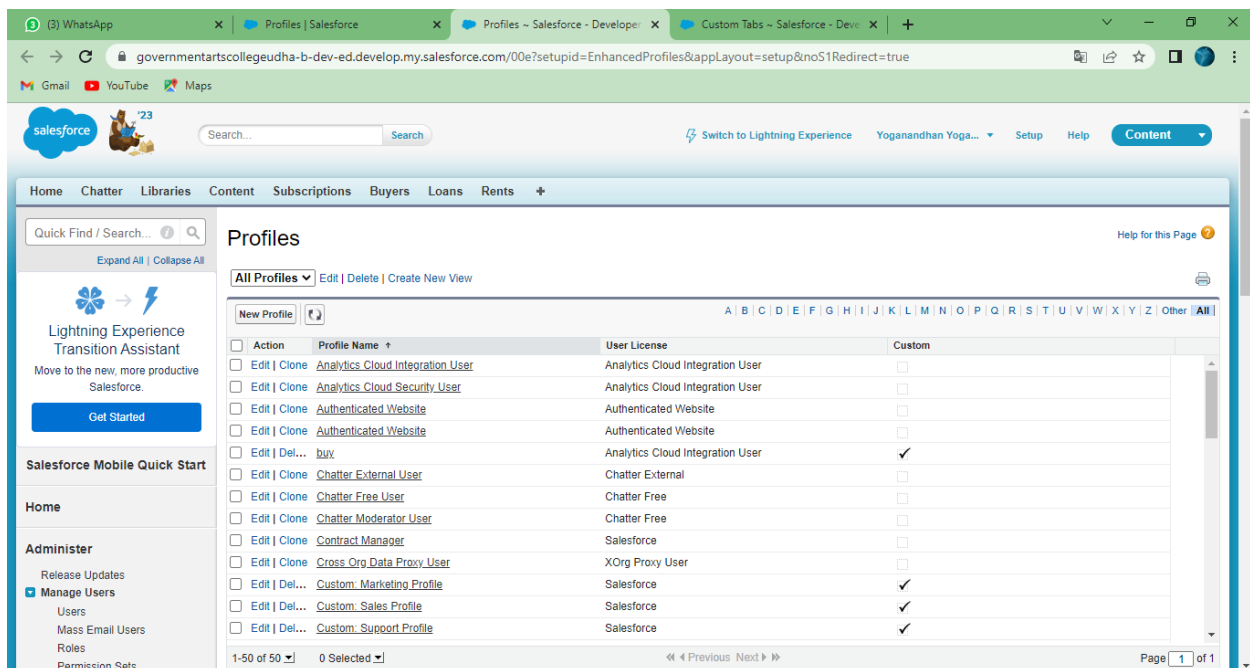 3 (3) WhatsApp Profiles | Salesforce Profiles ~ Salesforce - Developer Custom Tabs ~ Salesforce - Deve
governmentartscollegeudha-b-dev-ed.develop.my.salesforce.com/00e?setupid=EnhancedProfiles&appLayout=setup&noS1Redirect=true
Gmail YouTube Maps
salesforce '23 Search... Search Switch to Lightning Experience Yoganandhan Yoga... Setup Help Content
Home Chatter Libraries Content Subscriptions Buyers Loans Rents +
Quick Find / Search...
Expand All | Collapse All
Lightning Experience
Transition Assistant
Move to the new, more productive
Salesforce.
Get Started
Salesforce Mobile Quick Start
Home
Administer
Release Updates
Manage Users
Users
Mass Email Users
Roles
Permission Sets
Profiles
Help for this Page ?
All Profiles Edit | Delete | Create New View
New Profile A | B | C | D | E | F | G | H | I | J | K | L | M | N | O | P | Q | R | S | T | U | V | W | X | Y | Z | Other | All
Action Profile Name ↑ User License Custom
Edit | Clone Analytics Cloud Integration User Analytics Cloud Integration User
Edit | Clone Analytics Cloud Security User Analytics Cloud Integration User
Edit | Clone Authenticated Website Authenticated Website
Edit | Clone Authenticated Website Authenticated Website
Edit | Del... buy Analytics Cloud Integration User ✓
Edit | Clone Chatter External User Chatter External
Edit | Clone Chatter Free User Chatter Free
Edit | Clone Chatter Moderator User Chatter Free
Edit | Clone Contract Manager Salesforce
Edit | Clone Cross Org Data Proxy User XOrg Proxy User
Edit | Del... Custom: Marketing Profile Salesforce ✓
Edit | Del... Custom: Sales Profile Salesforce ✓
Edit | Del... Custom: Support Profile Salesforce ✓
1-50 of 50 0 Selected Previous Next Page 1 of 1